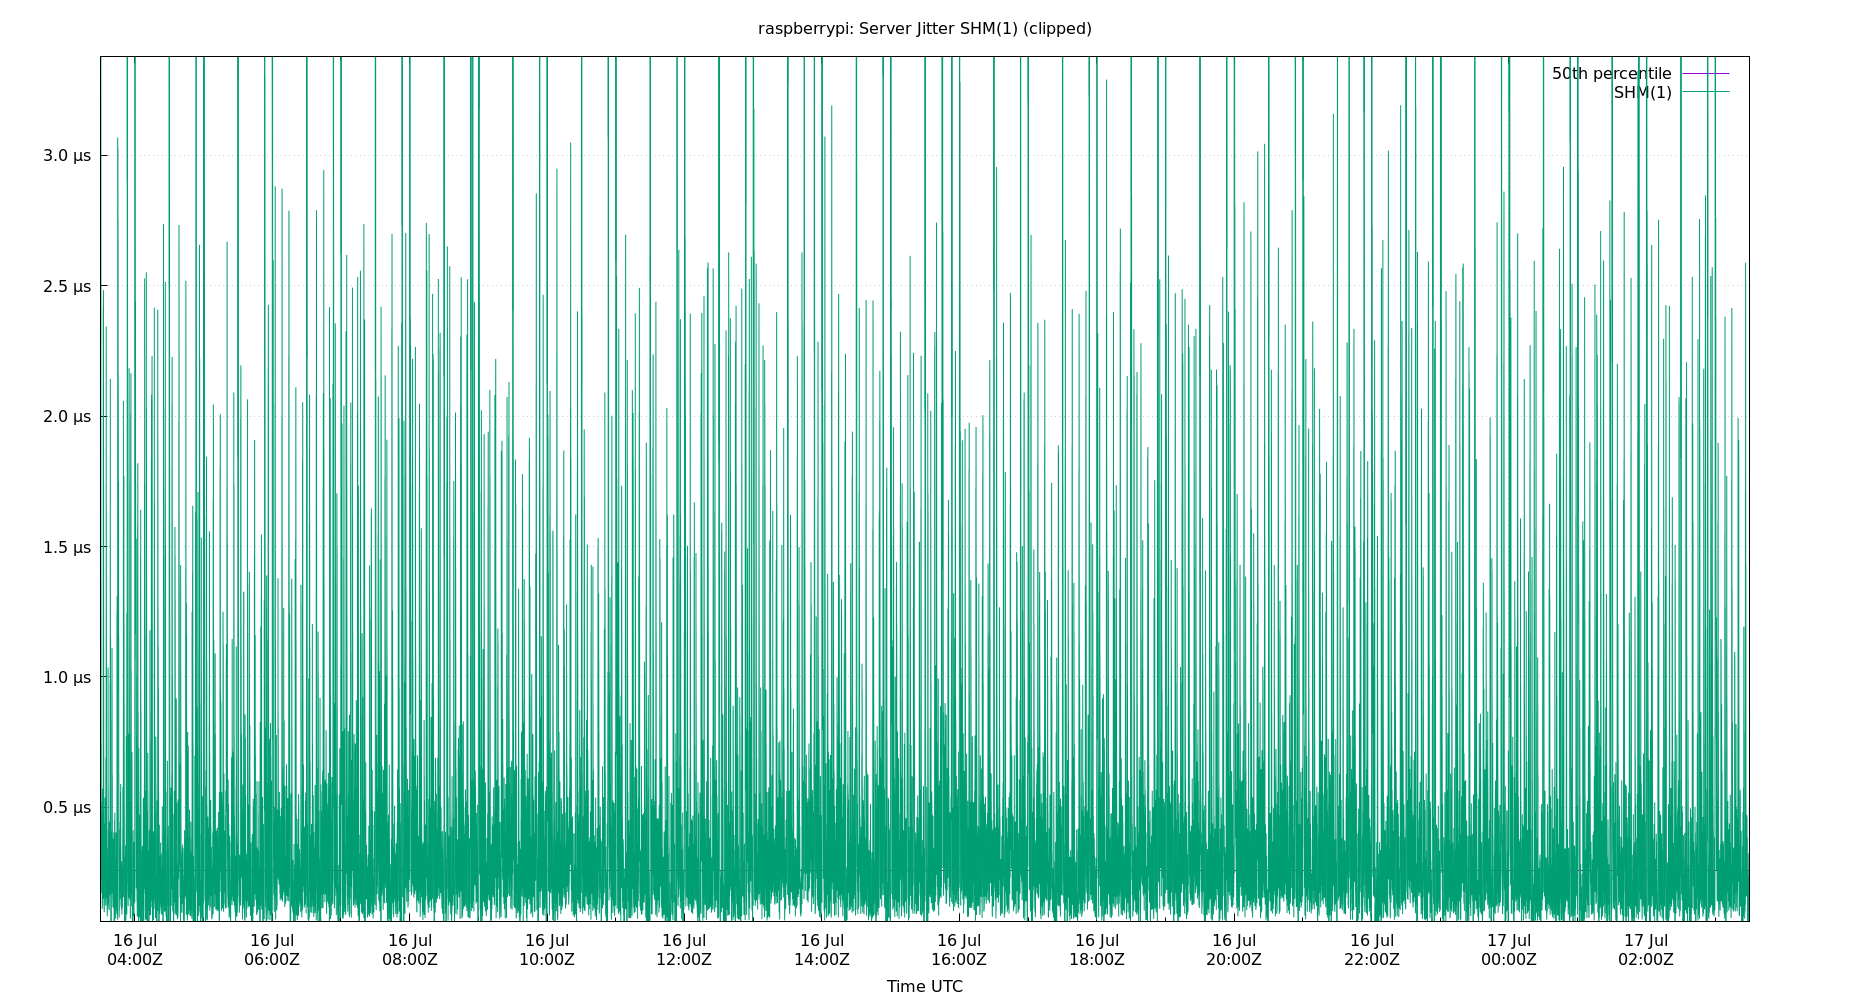 raspberrypi: Server Jitter SHM(1) (clipped)
50th percentile
SHM(1)
3.0 µs
2.5 µs
2.0 µs
1.5 µs
1.0 µs
0.5 µs
16 Jul 16 Jul 16 Jul 16 Jul 16 Jul 16 Jul 16 Jul 16 Jul 16 Jul 16 Jul 17 Jul 17 Jul
04:00Z 06:00Z 08:00Z 10:00Z 12:00Z 14:00Z 16:00Z 18:00Z 20:00Z 22:00Z 00:00Z 02:00Z
Time UTC